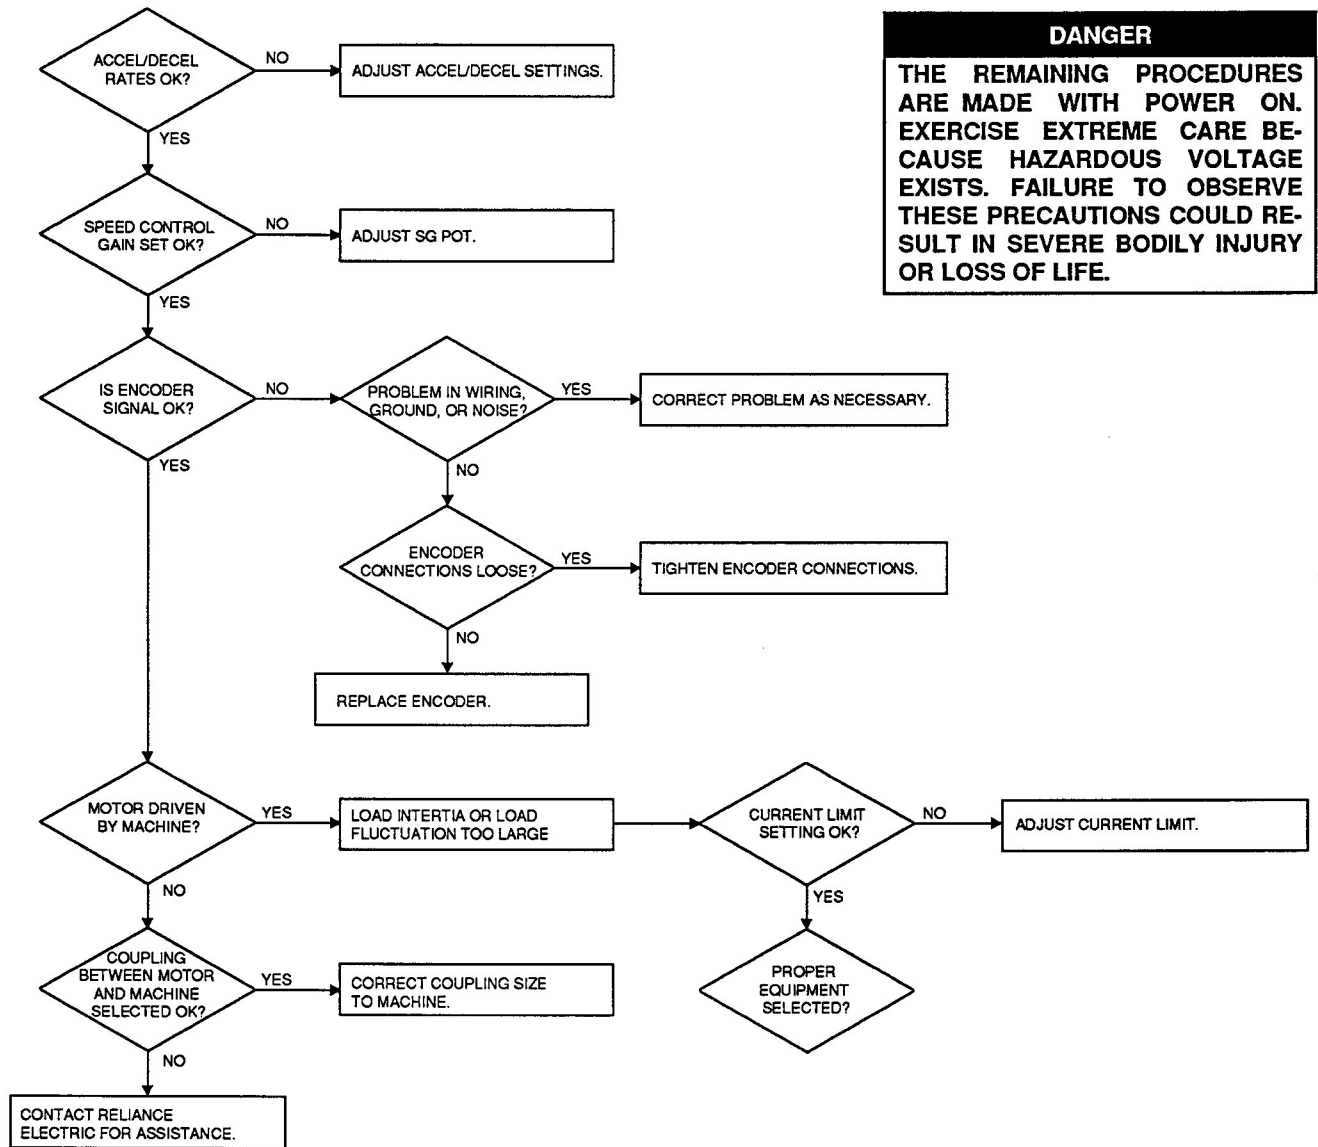 ACCEL/DECEL
RATES OK?
NO
ADJUST ACCEL/DECEL SETTINGS.
YES
DANGER
THE REMAINING PROCEDURES
ARE MADE WITH POWER ON.
EXERCISE EXTREME CARE BE-
CAUSE HAZARDOUS VOLTAGE
EXISTS. FAILURE TO OBSERVE
THESE PRECAUTIONS COULD RE-
SULT IN SEVERE BODILY INJURY
OR LOSS OF LIFE.
SPEED CONTROL
GAIN SET OK?
NO
ADJUST SG POT.
YES
IS ENCODER
SIGNAL OK?
NO
PROBLEM IN WIRING,
GROUND, OR NOISE?
YES
CORRECT PROBLEM AS NECESSARY.
YES
NO
ENCODER
CONNECTIONS LOOSE?
YES
TIGHTEN ENCODER CONNECTIONS.
NO
REPLACE ENCODER.
MOTOR DRIVEN
BY MACHINE?
YES
LOAD INTERTIA OR LOAD
FLUCTUATION TOO LARGE
CURRENT LIMIT
SETTING OK?
NO
ADJUST CURRENT LIMIT.
NO
YES
COUPLING
BETWEEN MOTOR
AND MACHINE
SELECTED OK?
YES
CORRECT COUPLING SIZE
TO MACHINE.
PROPER
EQUIPMENT
SELECTED?
NO
CONTACT RELIANCE
ELECTRIC FOR ASSISTANCE.